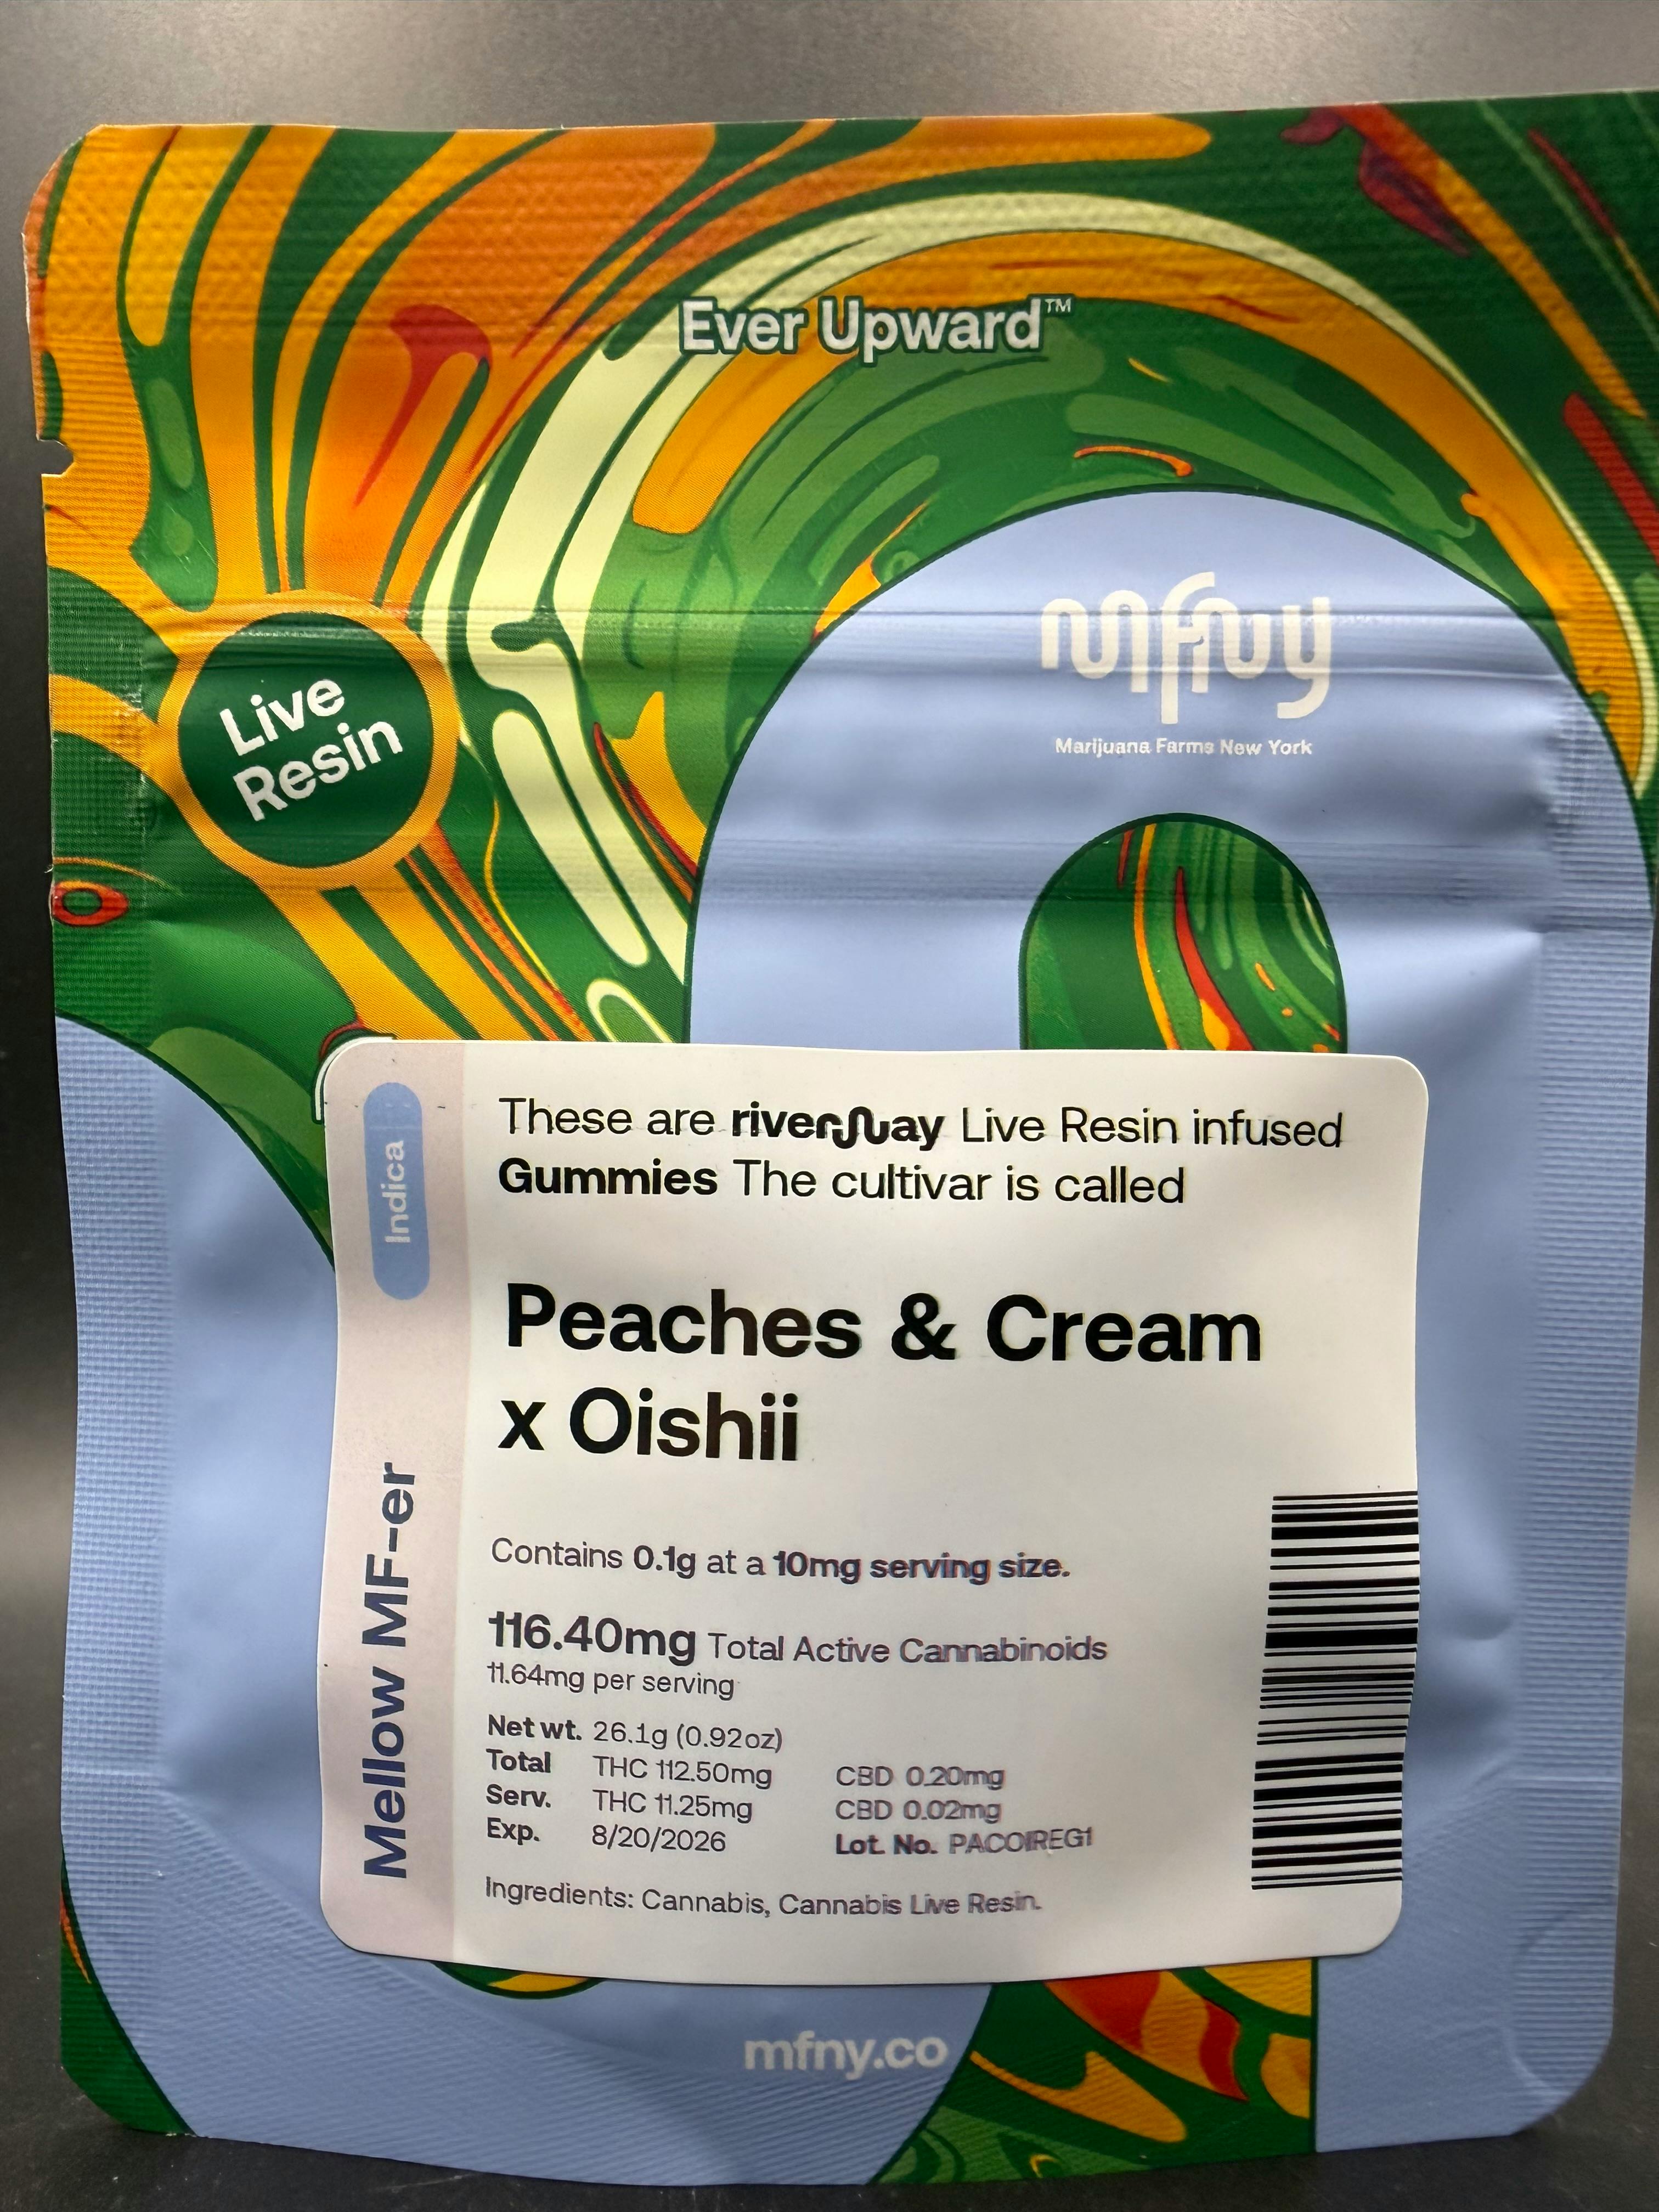 Ever Upward™
mfny
Marijuana Farms New York
Live
Resin
Indica
Mellow MF-er
These are rivernay Live Resin infused
Gummies The cultivar is called
Peaches & Cream
x Oishii
Contains 0.1g at a 10mg serving size.
116.40mg Total Active Cannabinoids
11.64mg per serving
Net wt. 26.1g (0.92oz)
Total THC 112.50mg CBD 0.20mg
Serv. THC 11.25mg CBD 0.02mg
Exp. 8/20/2026 Lot. No. PACOIREG1
Ingredients: Cannabis, Cannabis Live Resin.
mfny.co